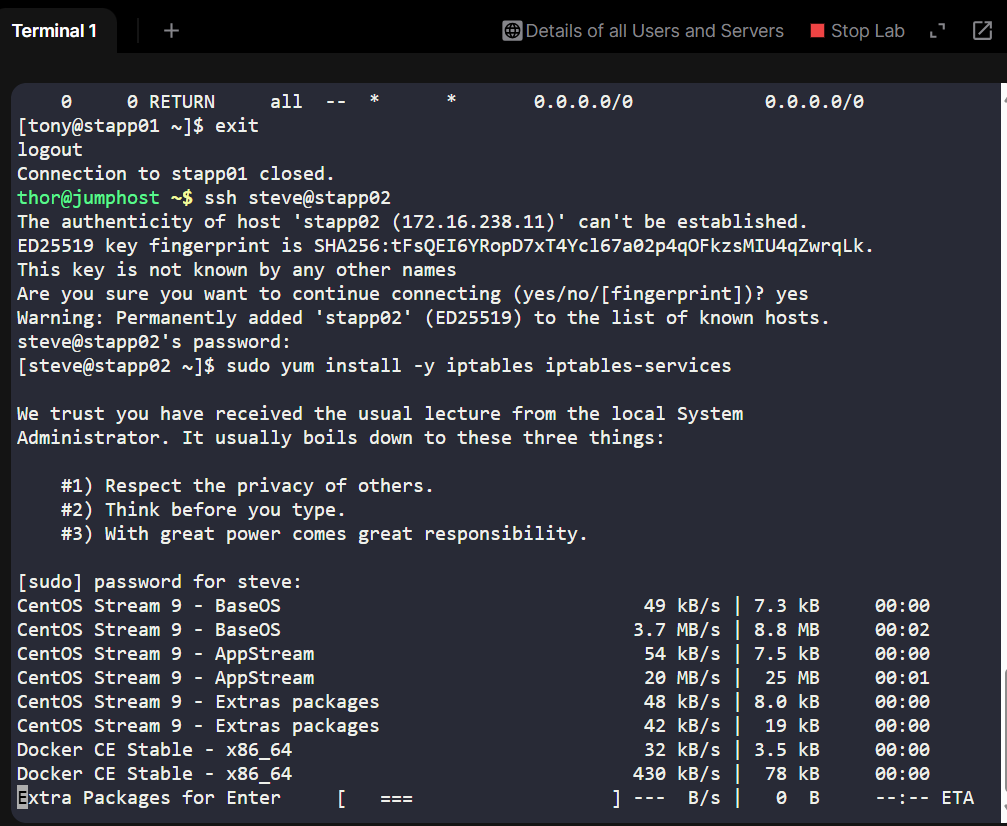 Terminal 1 + Details of all Users and Servers Stop Lab
0 0 RETURN all -- * * 0.0.0.0/0 0.0.0.0/0
[tony@stapp01 ~]$ exit
logout
Connection to stapp01 closed.
thor@jumphost ~$ ssh steve@stapp02
The authenticity of host 'stapp02 (172.16.238.11)' can't be established.
ED25519 key fingerprint is SHA256:tFsQEI6YRopD7xT4Ycl67a02p4qOFkzsMIU4qZwrqLk.
This key is not known by any other names
Are you sure you want to continue connecting (yes/no/[fingerprint])? yes
Warning: Permanently added 'stapp02' (ED25519) to the list of known hosts.
steve@stapp02's password:
[steve@stapp02 ~]$ sudo yum install -y iptables iptables-services
We trust you have received the usual lecture from the local System
Administrator. It usually boils down to these three things:
#1) Respect the privacy of others.
#2) Think before you type.
#3) With great power comes great responsibility.
[sudo] password for steve:
CentOS Stream 9 - BaseOS 49 kB/s | 7.3 kB 00:00
CentOS Stream 9 - BaseOS 3.7 MB/s | 8.8 MB 00:02
CentOS Stream 9 - AppStream 54 kB/s | 7.5 kB 00:00
CentOS Stream 9 - AppStream 20 MB/s | 25 MB 00:01
CentOS Stream 9 - Extras packages 48 kB/s | 8.0 kB 00:00
CentOS Stream 9 - Extras packages 42 kB/s | 19 kB 00:00
Docker CE Stable - x86_64 32 kB/s | 3.5 kB 00:00
Docker CE Stable - x86_64 430 kB/s | 78 kB 00:00
Extra Packages for Enter [ === ] --- B/s | 0 B --:-- ETA